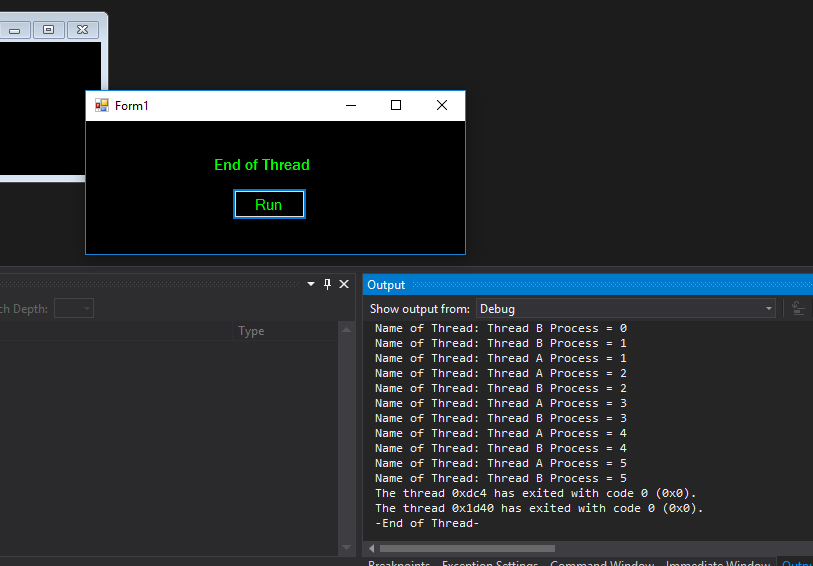 Form1
End of Thread
Run
ch Depth:
Type
Output
Show output from: Debug
Name of Thread: Thread B Process = 0
Name of Thread: Thread B Process = 1
Name of Thread: Thread A Process = 1
Name of Thread: Thread A Process = 2
Name of Thread: Thread B Process = 2
Name of Thread: Thread A Process = 3
Name of Thread: Thread B Process = 3
Name of Thread: Thread A Process = 4
Name of Thread: Thread B Process = 4
Name of Thread: Thread A Process = 5
Name of Thread: Thread B Process = 5
The thread 0xdc4 has exited with code 0 (0x0).
The thread 0x1d40 has exited with code 0 (0x0).
-End of Thread-
Breakpoints Exception Settings Command Window Immediate Window Outpu